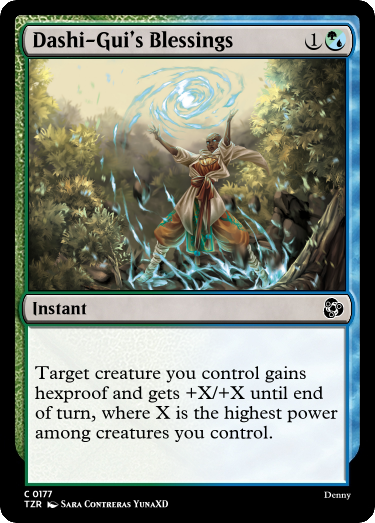 Dashi-Gui's Blessings 1
Instant
Target creature you control gains
hexproof and gets +X/+X until end
of turn, where X is the highest power
among creatures you control.
C 0177
TZR Sara Contreras YunaXD
Denny